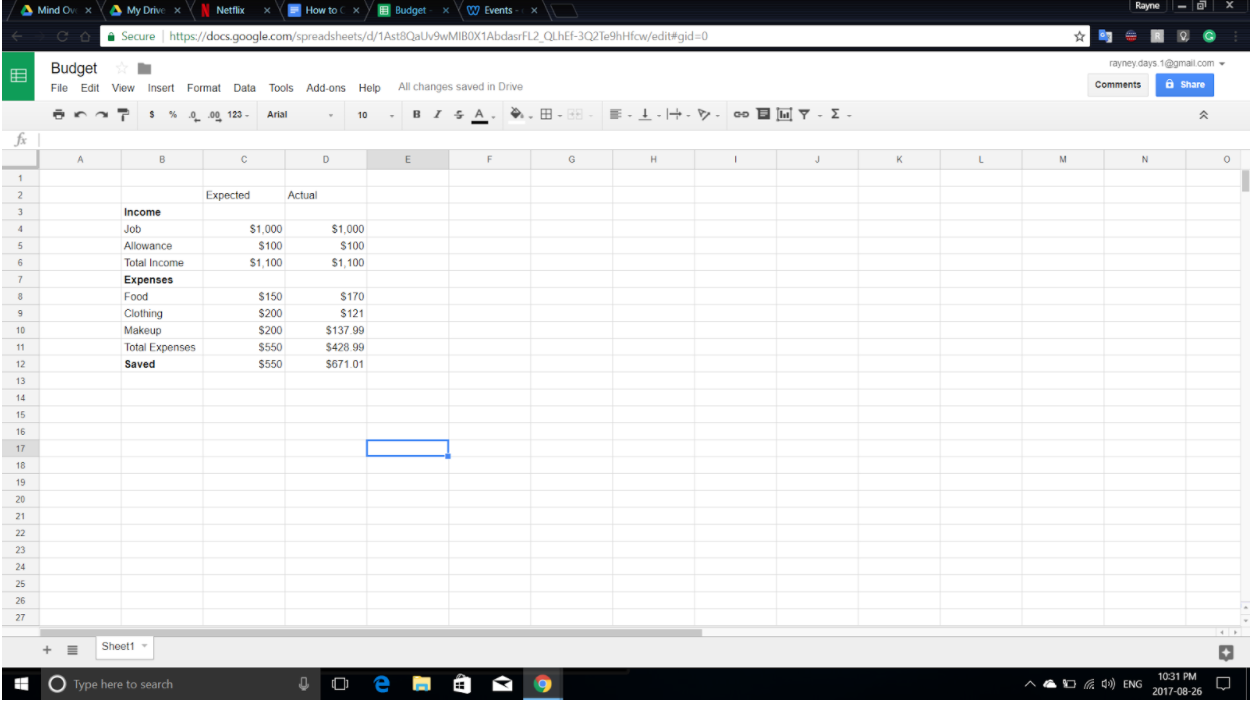 Mind Ov My Drive Netflix How to C Budget - Events - Rayne
Secure https://docs.google.com/spreadsheets/d/1Ast8QaUv9wMIB0X1AbdasrFL2_QLhEf-3Q2Te9hHfcw/edit#gid=0
Budget rayney.days.1@gmail.com
File Edit View Insert Format Data Tools Add-ons Help All changes saved in Drive Comments Share
$ % .0 .00 123 Arial 10 B I S A Σ
fx
A B C D E F G H I J K L M N O
1
2 Expected Actual
3 Income
4 Job $1,000 $1,000
5 Allowance $100 $100
6 Total Income $1,100 $1,100
7 Expenses
8 Food $150 $170
9 Clothing $200 $121
10 Makeup $200 $137.99
11 Total Expenses $550 $428.99
12 Saved $550 $671.01
13
14
15
16
17
18
19
20
21
22
23
24
25
26
27
+ Sheet1
Type here to search ENG 10:31 PM
2017-08-26